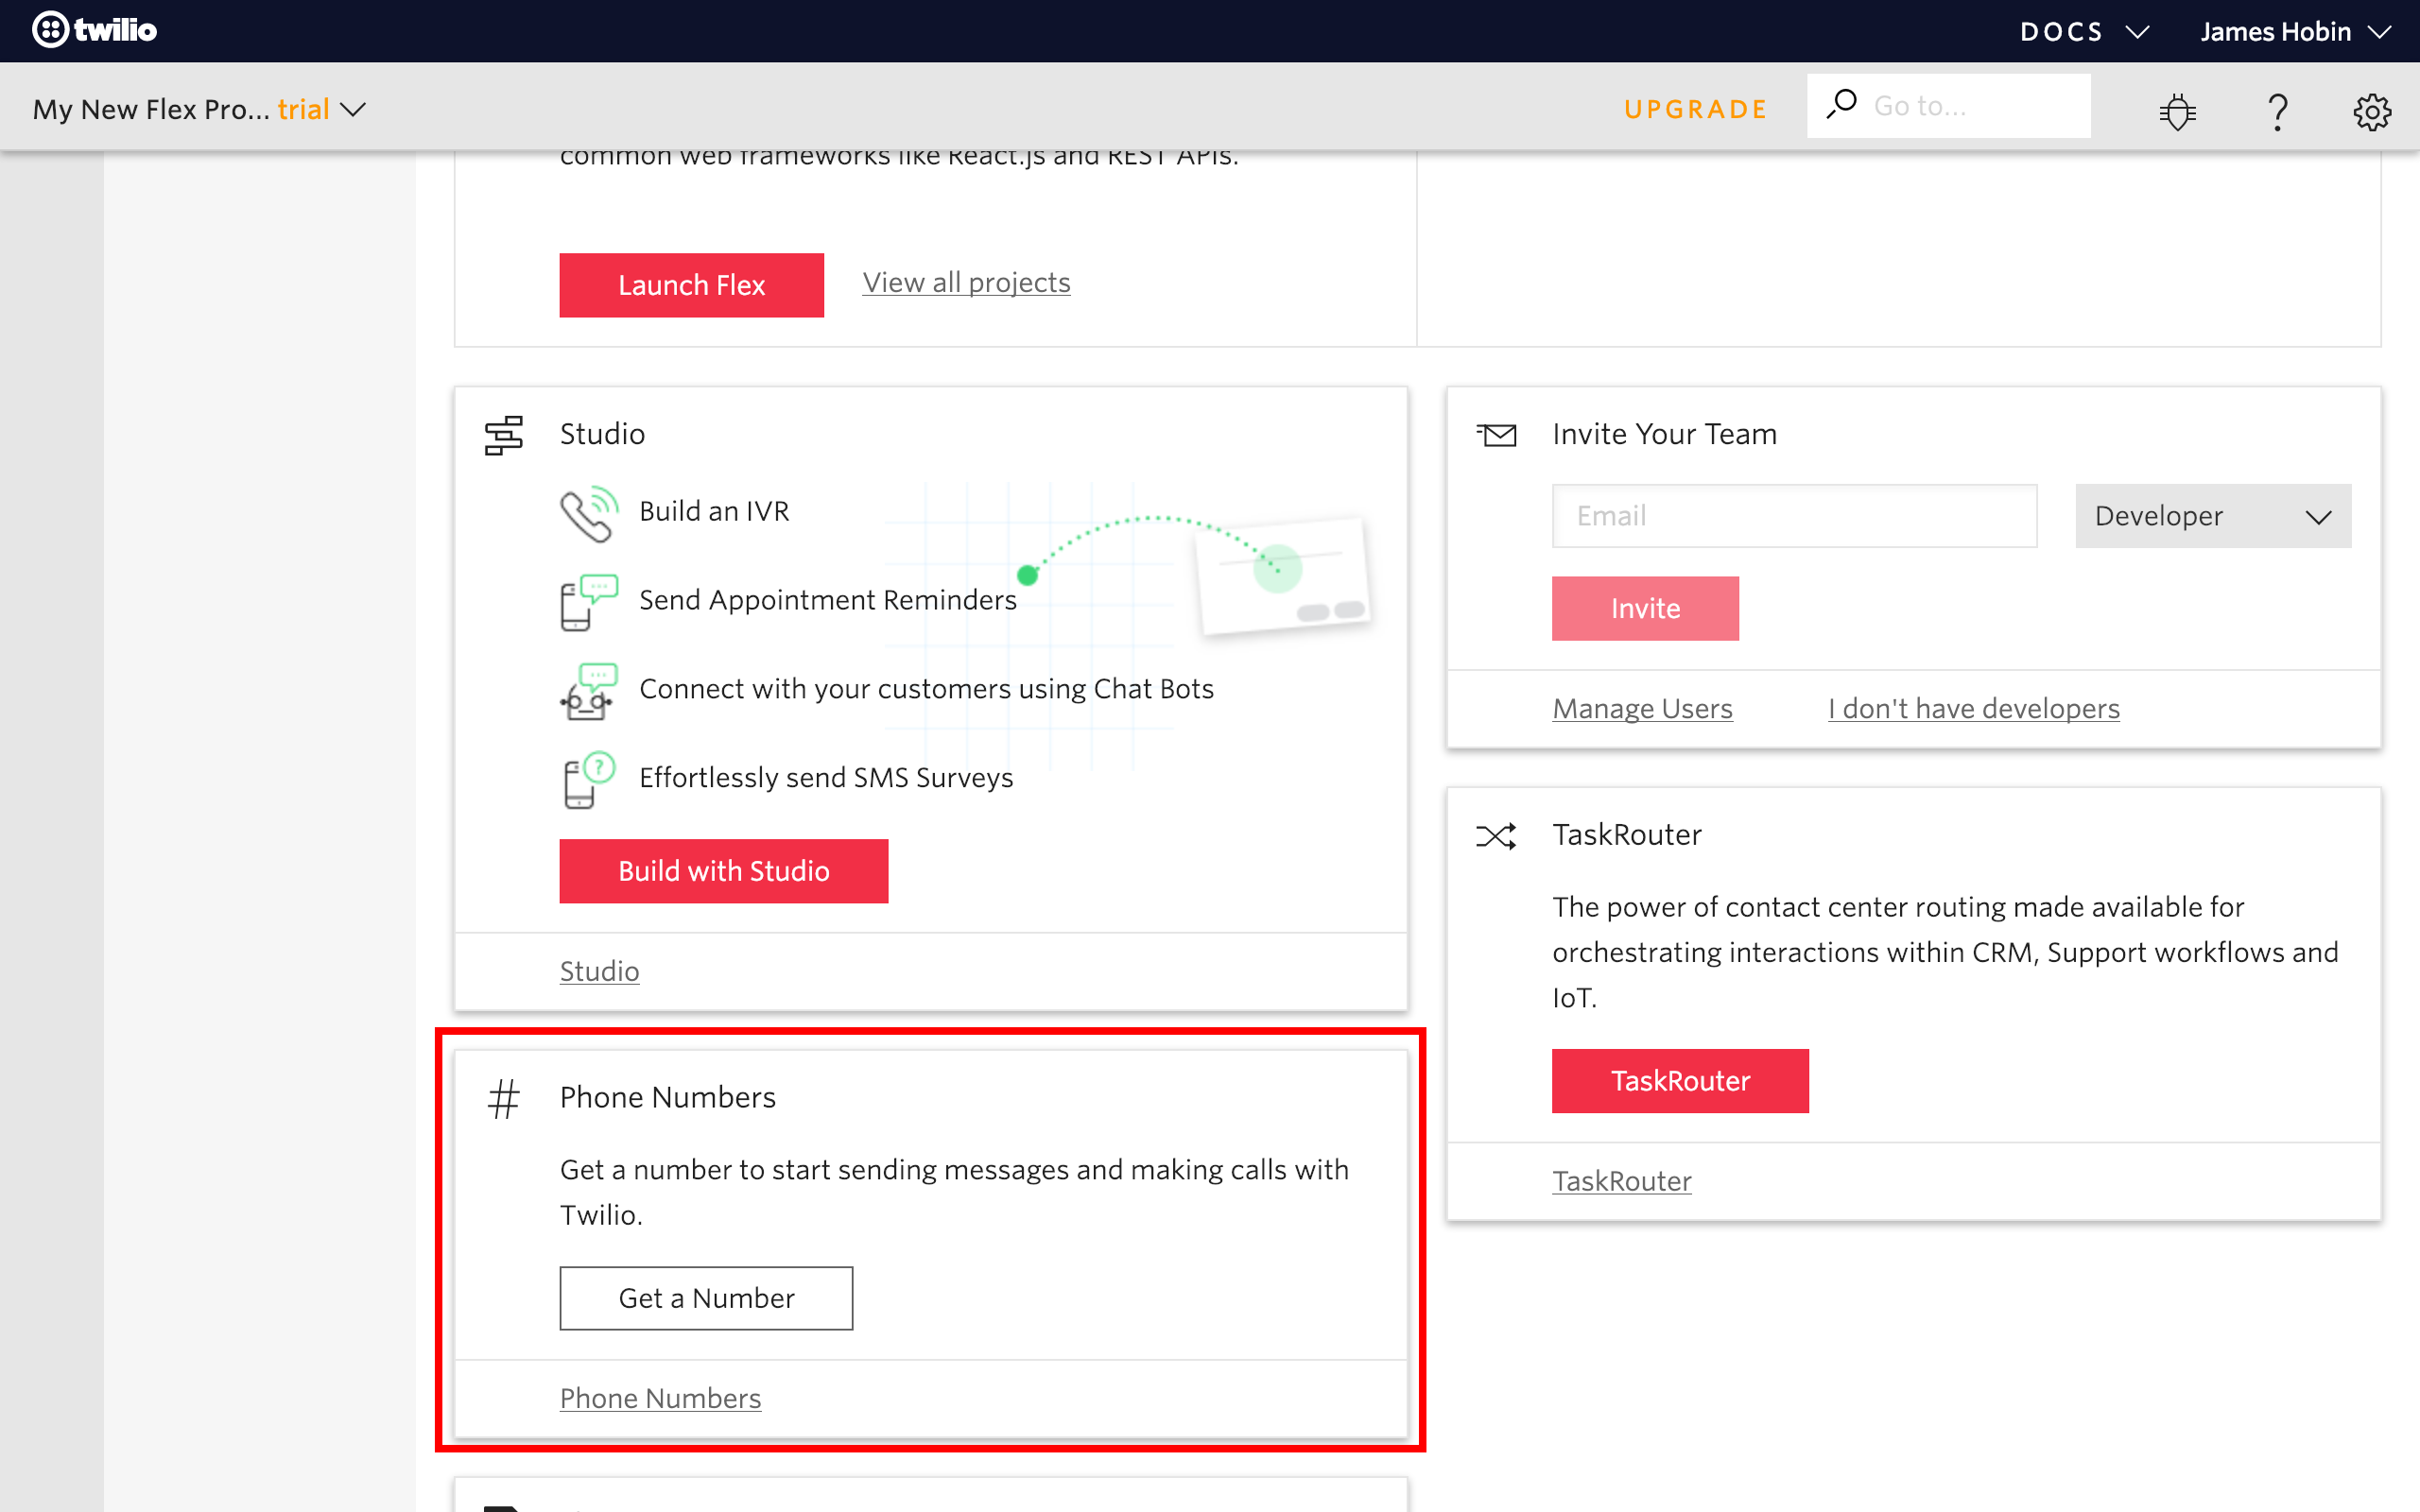 twilio
DOCS
James Hobin
My New Flex Pro... trial
UPGRADE
Go to...
common web frameworks like React.js and REST APIs.
Launch Flex
View all projects
Studio
Build an IVR
Send Appointment Reminders
Connect with your customers using Chat Bots
Effortlessly send SMS Surveys
Build with Studio
Studio
Invite Your Team
Email
Developer
Invite
Manage Users
I don't have developers
TaskRouter
The power of contact center routing made available for
orchestrating interactions within CRM, Support workflows and
IoT.
TaskRouter
TaskRouter
# Phone Numbers
Get a number to start sending messages and making calls with
Twilio.
Get a Number
Phone Numbers